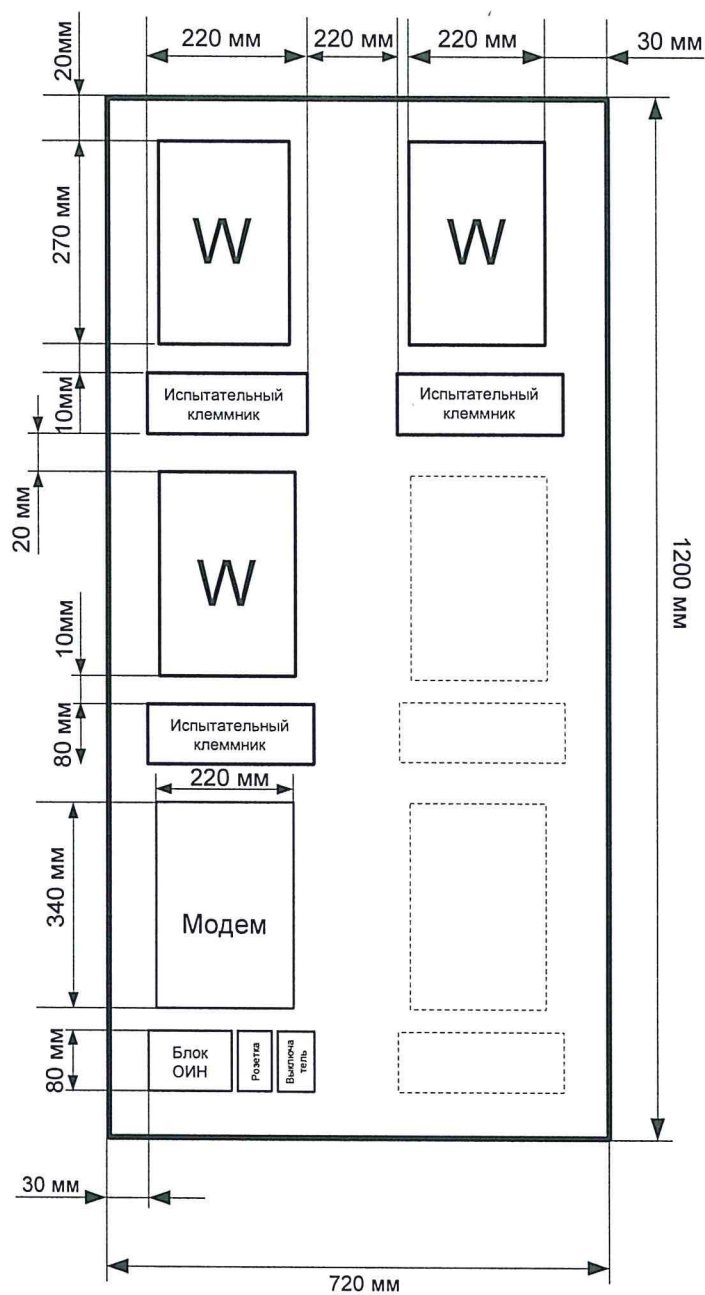 220 мм
220 мм
220 мм
30 мм
20мм
270 мм
W
W
10мм
Испытательный
клеммник
Испытательный
клеммник
20 мм
W
1200 мм
10мм
80 мм
Испытательный
клеммник
220 мм
340 мм
Модем
80 мм
Блок
ОИН
Розетка
Выключа
тель
30 мм
720 мм